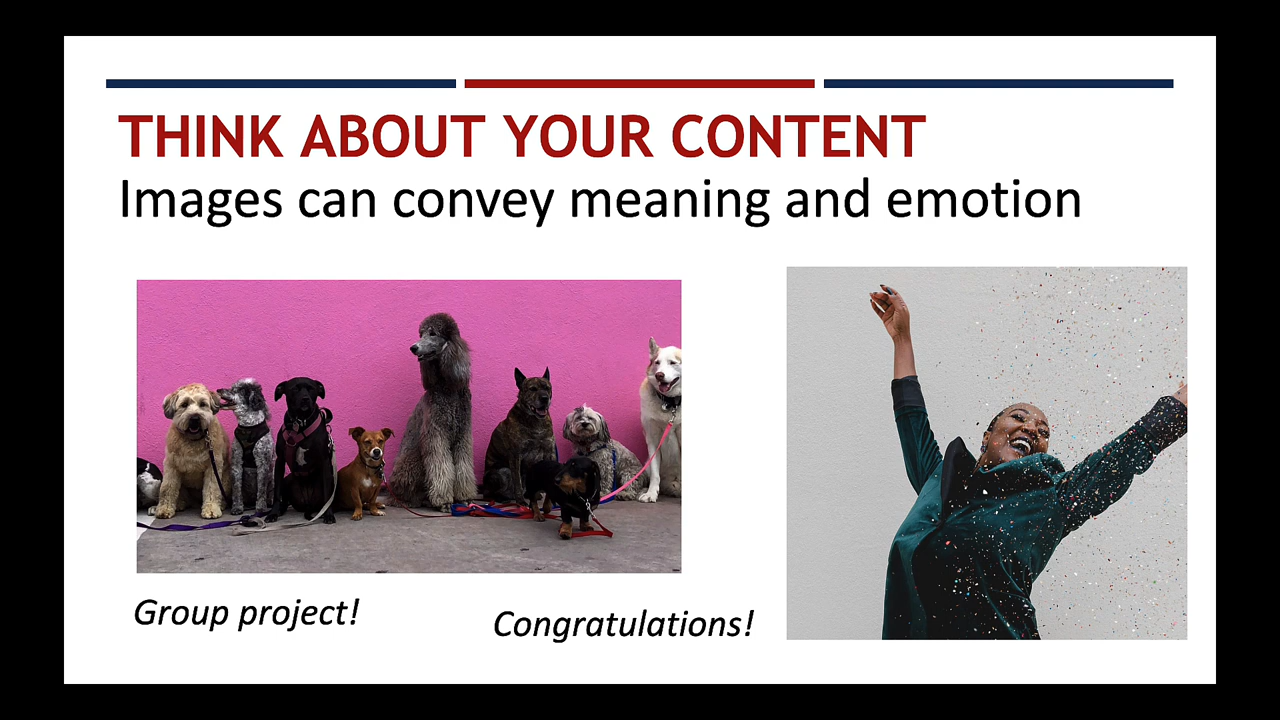 THINK ABOUT YOUR CONTENT
Images can convey meaning and emotion
Group project!
Congratulations!